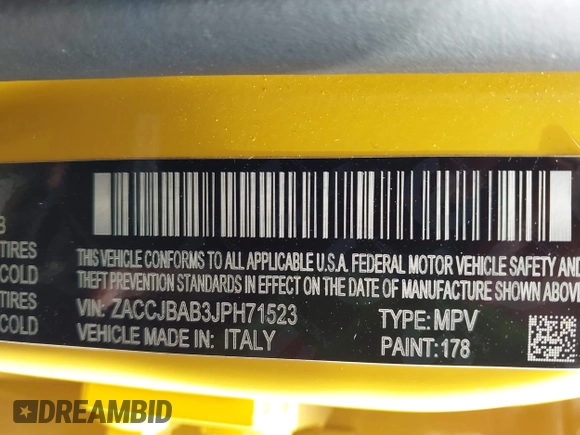 THIS VEHICLE CONFORMS TO ALL APPLICABLE U.S.A. FEDERAL MOTOR VEHICLE SAFETY AND
THEFT PREVENTION STANDARDS IN EFFECT ON THE DATE OF MANUFACTURE SHOWN ABOVE
TIRES
COLD
TIRES
COLD
VIN: ZACCJBAB3JPH71523
TYPE: MPV
VEHICLE MADE IN: ITALY
PAINT: 178
DREAMBID